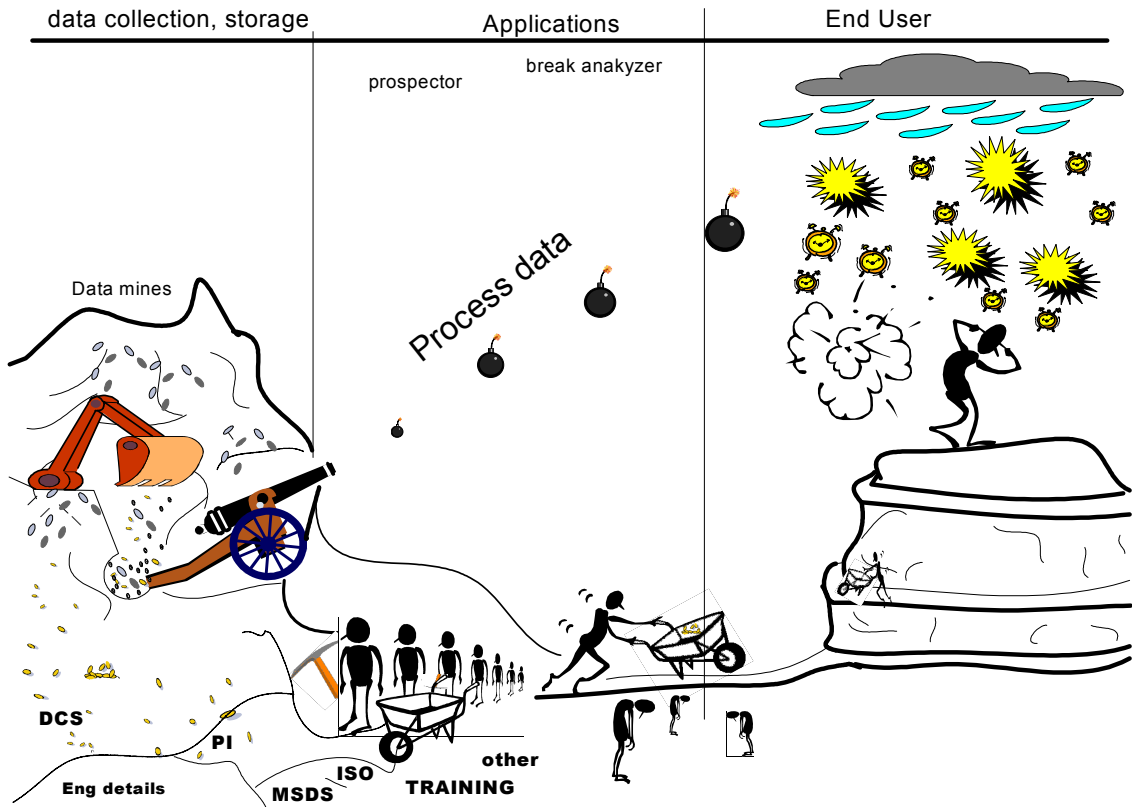 data collection, storage
Applications
End User
prospector
break anakyzer
Process data
Data mines
DCS
PI
Eng details
MSDS
ISO
TRAINING
other